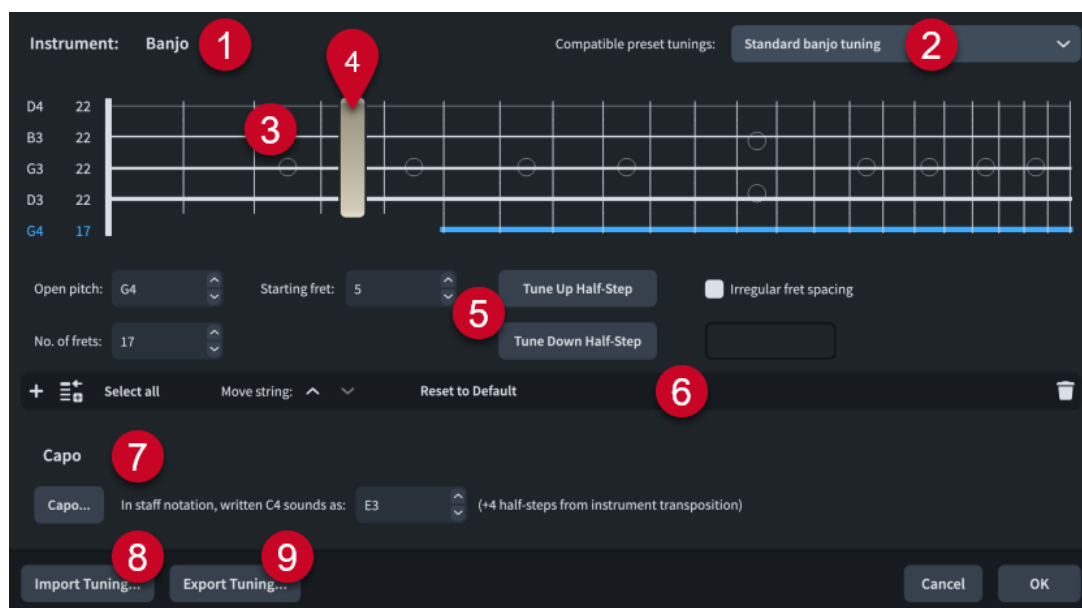 Instrument: Banjo 1 Compatible preset tunings: Standard banjo tuning 2
4
D4 22
3
B3 22
G3 22
D3 22
G4 17
Open pitch: G4 Starting fret: 5 Tune Up Half-Step Irregular fret spacing
5
No. of frets: 17 Tune Down Half-Step
Select all Move string: Reset to Default 6
Capo 7
Capo... In staff notation, written C4 sounds as: E3 (+4 half-steps from instrument transposition)
8 9
Import Tuning... Export Tuning... Cancel OK